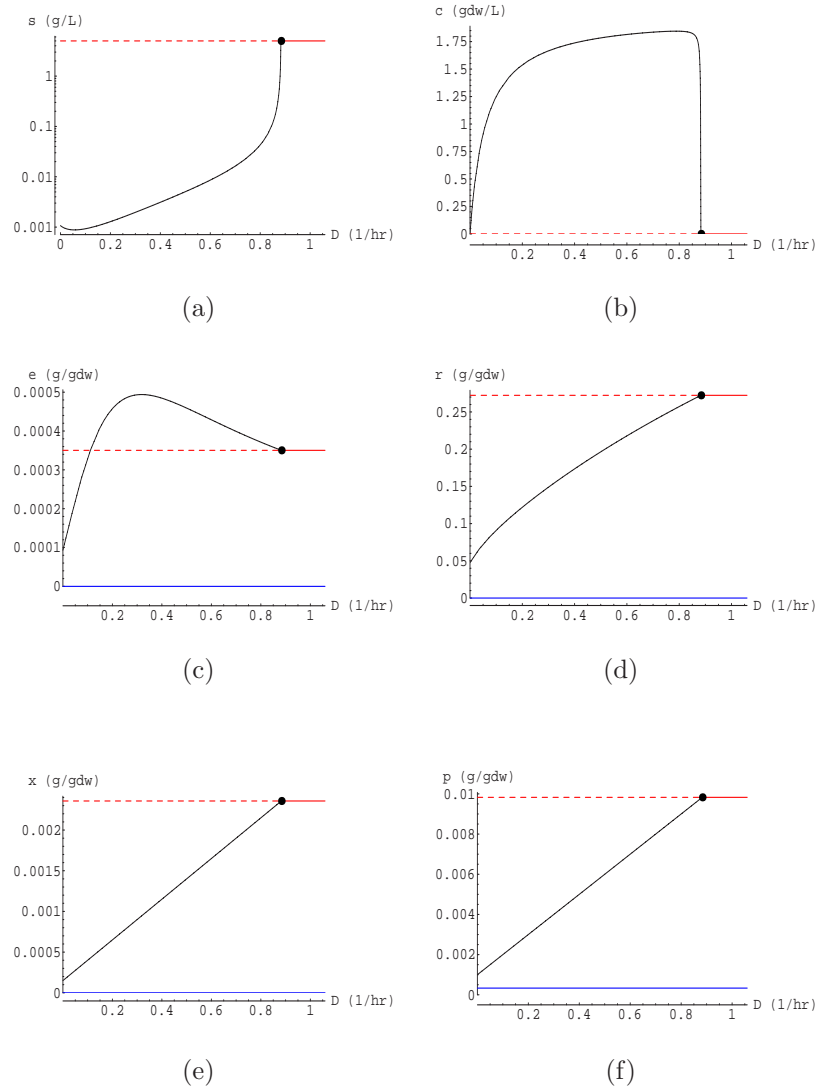 s (g/L)
1
0.1
0.01
0.001
0 0.2 0.4 0.6 0.8 1 D (1/hr)
(a)
c (gdw/L)
1.75
1.5
1.25
1
0.75
0.5
0.25
0
0.2 0.4 0.6 0.8 1 D (1/hr)
(b)
e (g/gdw)
0.0005
0.0004
0.0003
0.0002
0.0001
0
0.2 0.4 0.6 0.8 1 D (1/hr)
(c)
r (g/gdw)
0.25
0.2
0.15
0.1
0.05
0
0.2 0.4 0.6 0.8 1 D (1/hr)
(d)
x (g/gdw)
0.002
0.0015
0.001
0.0005
0
0.2 0.4 0.6 0.8 1 D (1/hr)
(e)
p (g/gdw)
0.01
0.008
0.006
0.004
0.002
0
0.2 0.4 0.6 0.8 1 D (1/hr)
(f)